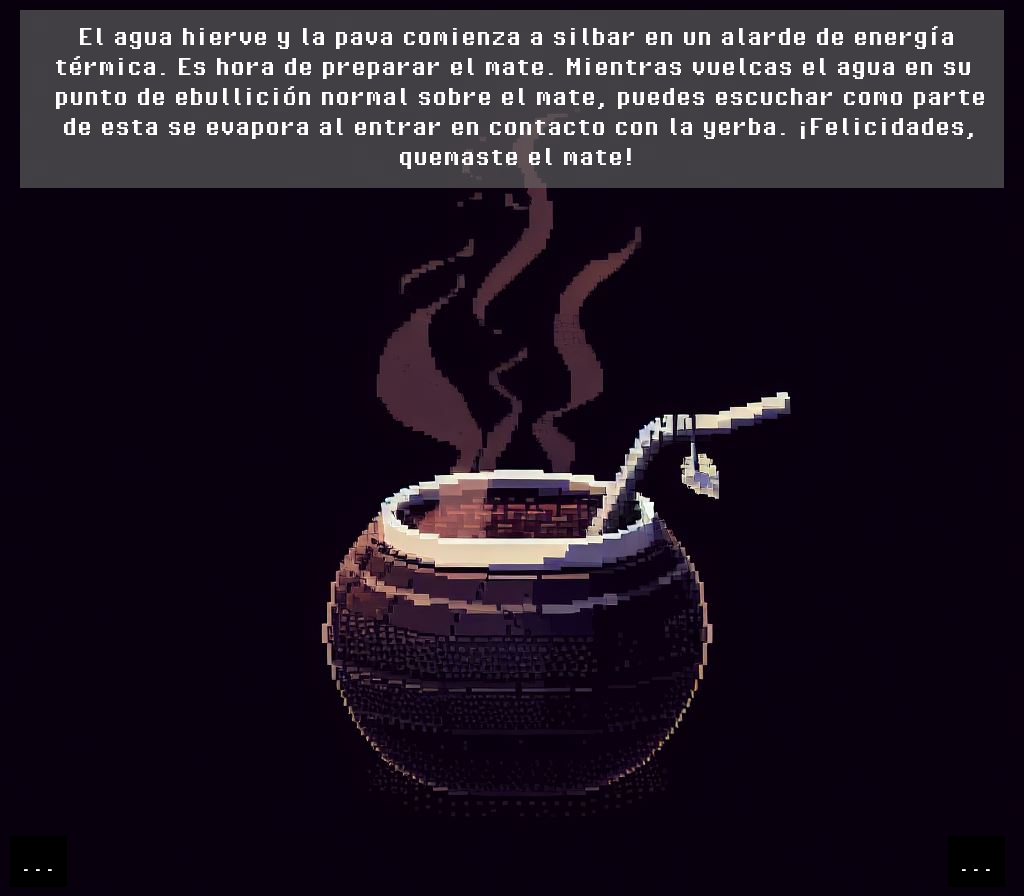 El agua hierve y la pava comienza a silbar en un alarde de energía
térmica. Es hora de preparar el mate. Mientras vuelcas el agua en su
punto de ebullición normal sobre el mate, puedes escuchar como parte
de esta se evapora al entrar en contacto con la yerba. ¡Felicidades,
quemaste el mate!
... ...